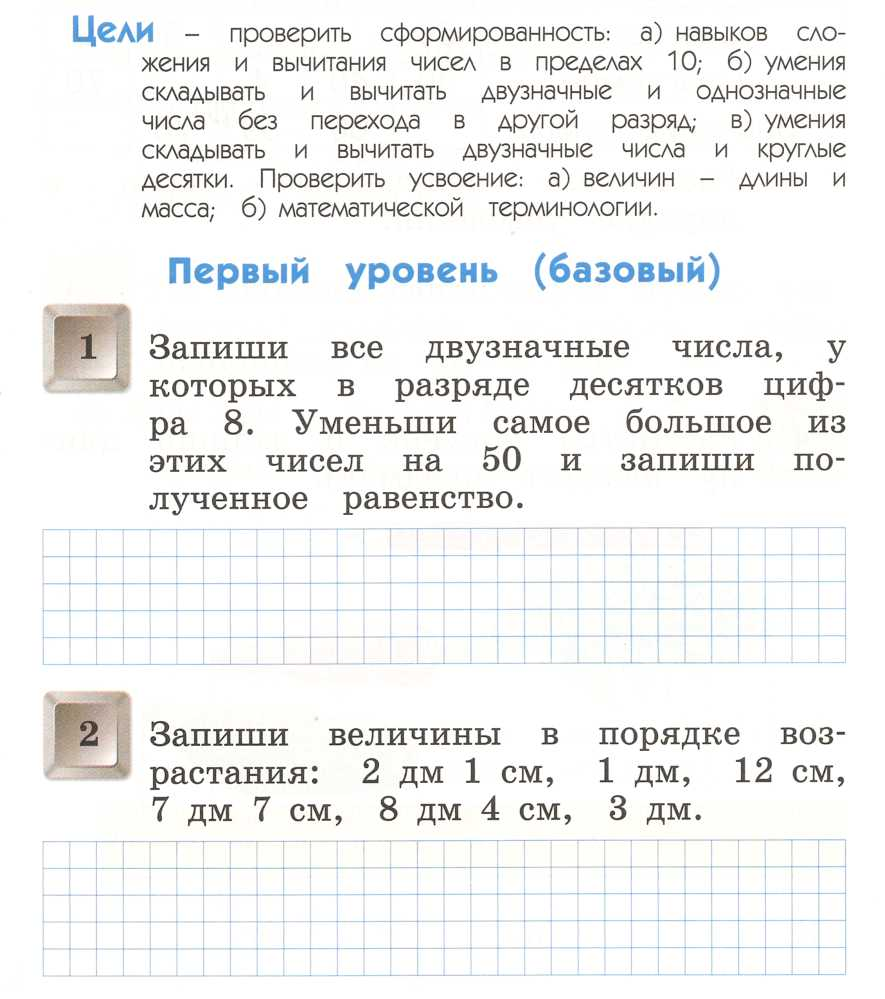 Цели – проверить сформированность: а) навыков сло-
жения и вычитания чисел в пределах 10; б) умения
складывать и вычитать двузначные и однозначные
числа без перехода в другой разряд; в) умения
складывать и вычитать двузначные числа и круглые
десятки. Проверить усвоение: а) величин – длины и
масса; б) математической терминологии.
Первый уровень (базовый)
1
Запиши все двузначные числа, у
которых в разряде десятков циф-
ра 8. Уменьши самое большое из
этих чисел на 50 и запиши по-
лученное равенство.
2
Запиши величины в порядке воз-
растания: 2 дм 1 см, 1 дм, 12 см,
7 дм 7 см, 8 дм 4 см, 3 дм.